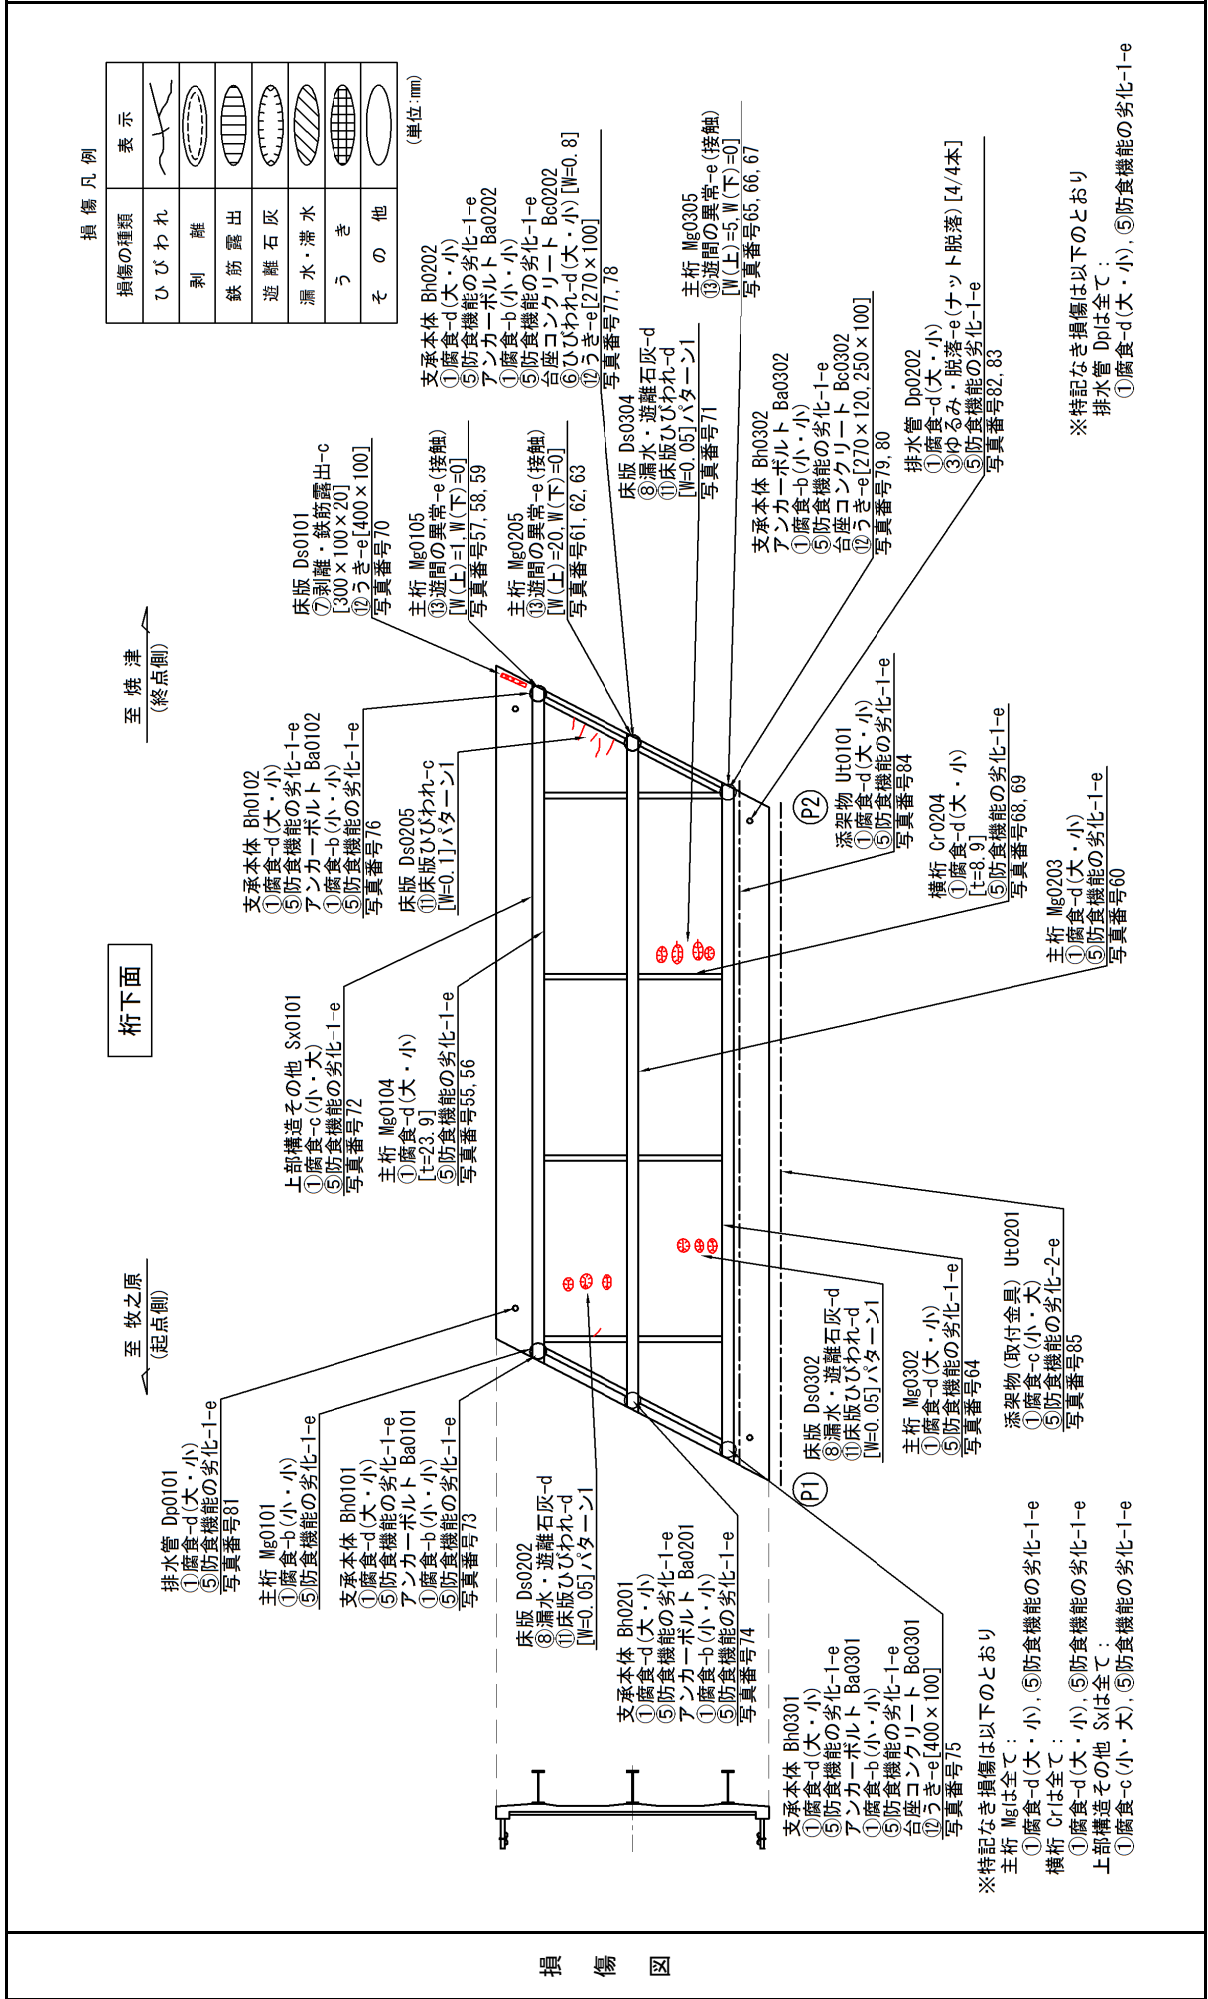 損傷図
桁下面
至 牧之原
(起点側)
至 焼津
(終点側)
損傷凡例
損傷の種類 表示
ひびわれ
剥離
鉄筋露出
遊離石灰
漏水・滞水
うき
その他
(単位:mm)
排水管 Dp0101
①腐食-d(大・小)
⑤防食機能の劣化-1-e
写真番号81
主桁 Mg0101
①腐食-b(小・小)
⑤防食機能の劣化-1-e
支承本体 Bh0101
①腐食-d(大・小)
⑤防食機能の劣化-1-e
アンカーボルト Ba0101
①腐食-b(小・小)
⑤防食機能の劣化-1-e
写真番号73
床版 Ds0202
⑧漏水・遊離石灰-d
⑪床版ひびわれ-d
[W=0.05]パターン1
支承本体 Bh0201
①腐食-d(大・小)
⑤防食機能の劣化-1-e
アンカーボルト Ba0201
①腐食-b(小・小)
⑤防食機能の劣化-1-e
写真番号74
支承本体 Bh0301
①腐食-d(大・小)
⑤防食機能の劣化-1-e
アンカーボルト Ba0301
①腐食-b(小・小)
⑤防食機能の劣化-1-e
台座コンクリート Bc0301
⑫うき-e[400×100]
写真番号75
※特記なき損傷は以下のとおり
主桁 Mgは全て:
①腐食-d(大・小),⑤防食機能の劣化-1-e
横桁 Crは全て:
①腐食-d(大・小),⑤防食機能の劣化-1-e
上部構造その他 Sxは全て:
①腐食-c(小・大),⑤防食機能の劣化-1-e
上部構造その他 Sx0101
①腐食-c(小・大)
⑤防食機能の劣化-1-e
写真番号72
主桁 Mg0104
①腐食-d(大・小)
[t=23.9]
⑤防食機能の劣化-1-e
写真番号55,56
支承本体 Bh0102
①腐食-d(大・小)
⑤防食機能の劣化-1-e
アンカーボルト Ba0102
①腐食-b(小・小)
⑤防食機能の劣化-1-e
写真番号76
床版 Ds0205
⑪床版ひびわれ-c
[W=0.1]パターン1
床版 Ds0101
⑦剥離・鉄筋露出-c
[300×100×20]
⑫うき-e[400×100]
写真番号70
主桁 Mg0105
⑬遊間の異常-e(接触)
[W(上)=1,W(下)=0]
写真番号57,58,59
主桁 Mg0205
⑬遊間の異常-e(接触)
[W(上)=20,W(下)=0]
写真番号61,62,63
支承本体 Bh0202
①腐食-d(大・小)
⑤防食機能の劣化-1-e
アンカーボルト Ba0202
①腐食-b(小・小)
⑤防食機能の劣化-1-e
台座コンクリート Bc0202
⑥ひびわれ-d(大・小)[W=0.8]
⑫うき-e[270×100]
写真番号77,78
床版 Ds0304
⑧漏水・遊離石灰-d
⑪床版ひびわれ-d
[W=0.05]パターン1
写真番号71
主桁 Mg0305
⑬遊間の異常-e(接触)
[W(上)=5,W(下)=0]
写真番号65,66,67
支承本体 Bh0302
アンカーボルト Ba0302
①腐食-b(小・小)
⑤防食機能の劣化-1-e
台座コンクリート Bc0302
⑫うき-e[270×120,250×100]
写真番号79,80
排水管 Dp0202
①腐食-d(大・小)
③ゆるみ・脱落-e(ナット脱落)[4/4本]
⑤防食機能の劣化-1-e
写真番号82,83
P1
P2
床版 Ds0302
⑧漏水・遊離石灰-d
⑪床版ひびわれ-d
[W=0.05]パターン1
主桁 Mg0302
①腐食-d(大・小)
⑤防食機能の劣化-1-e
写真番号64
添架物(取付金具) Ut0201
①腐食-c(小・大)
⑤防食機能の劣化-2-e
写真番号85
添架物 Ut0101
①腐食-d(大・小)
⑤防食機能の劣化-1-e
写真番号84
横桁 Cr0204
①腐食-d(大・小)
[t=8.9]
⑤防食機能の劣化-1-e
写真番号68,69
主桁 Mg0203
①腐食-d(大・小)
⑤防食機能の劣化-1-e
写真番号60
※特記なき損傷は以下のとおり
排水管 Dpは全て:
①腐食-d(大・小),⑤防食機能の劣化-1-e